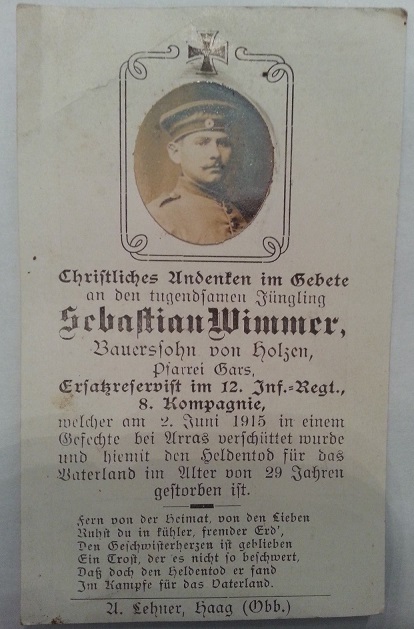 Christliches Andenken im Gebete
an den tugendsamen Jüngling
Sebastian Wimmer,
Bauerssohn von Holzen,
Pfarrei Gars,
Ersatzreservist im 12. Inf.-Regt.,
8. Kompagnie,
welcher am 2. Juni 1915 in einem
Gefechte bei Arras verschüttet wurde
und hiemit den Heldentod für das
Vaterland im Alter von 29 Jahren
gestorben ist.
Fern von der Heimat, von den Lieben
Ruhst du in kühler, fremder Erd',
Den Geschwisterherzen ist geblieben
Ein Trost, der es nicht so beschwert,
Daß doch den Heldentod er fand
Im Kampfe für das Vaterland.
A. Lehner, Haag (Obb.)